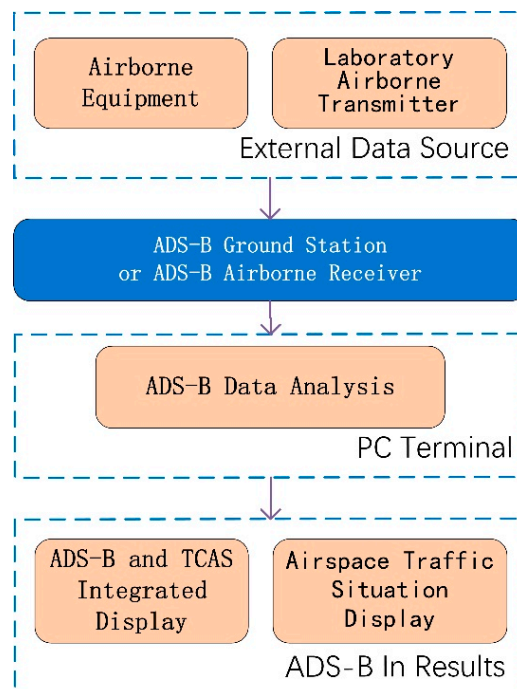 Airborne
Equipment
Laboratory
Airborne
Transmitter
External Data Source
ADS-B Ground Station
or ADS-B Airborne Receiver
ADS-B Data Analysis
PC Terminal
ADS-B and TCAS
Integrated
Display
Airspace Traffic
Situation
Display
ADS-B In Results